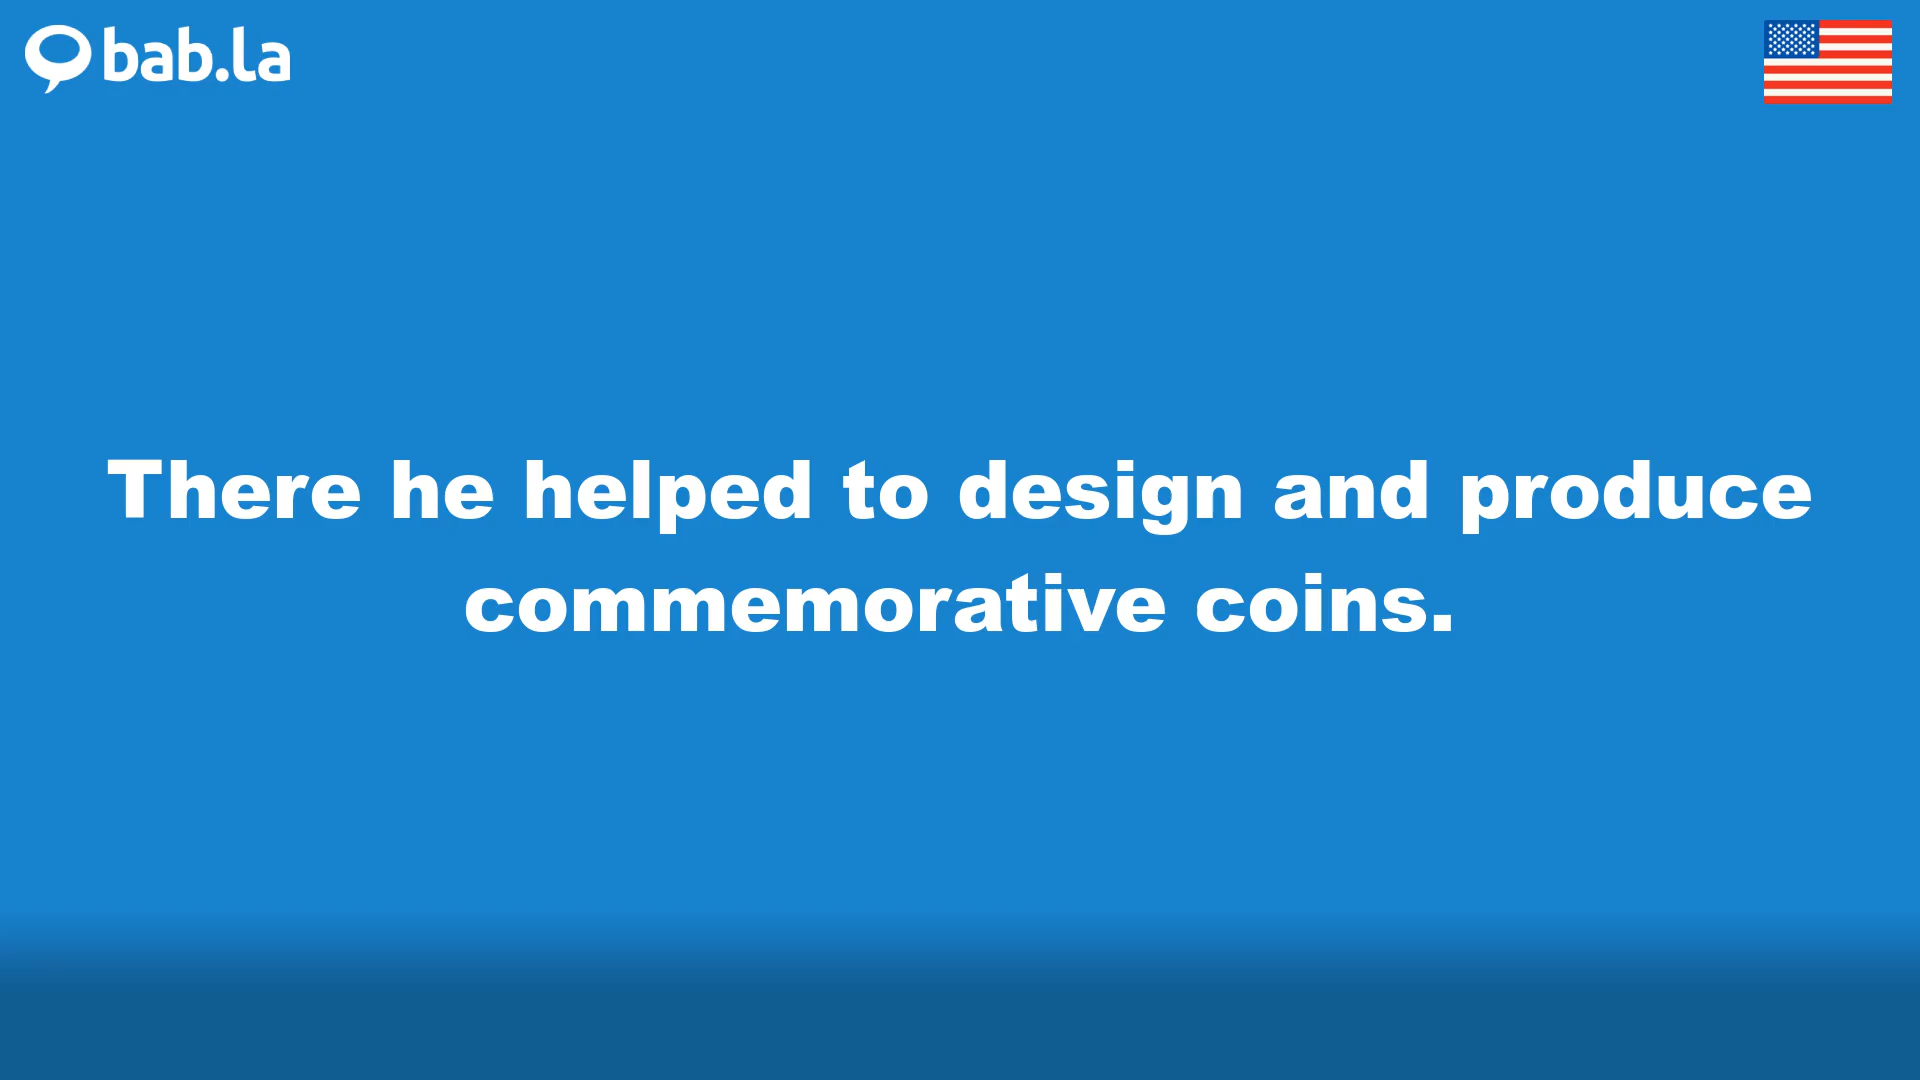 bab.la
There he helped to design and produce
commemorative coins.